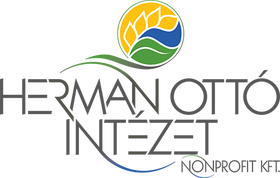 HERMAN OTTÓ
INTÉZET
NONPROFIT KFT.